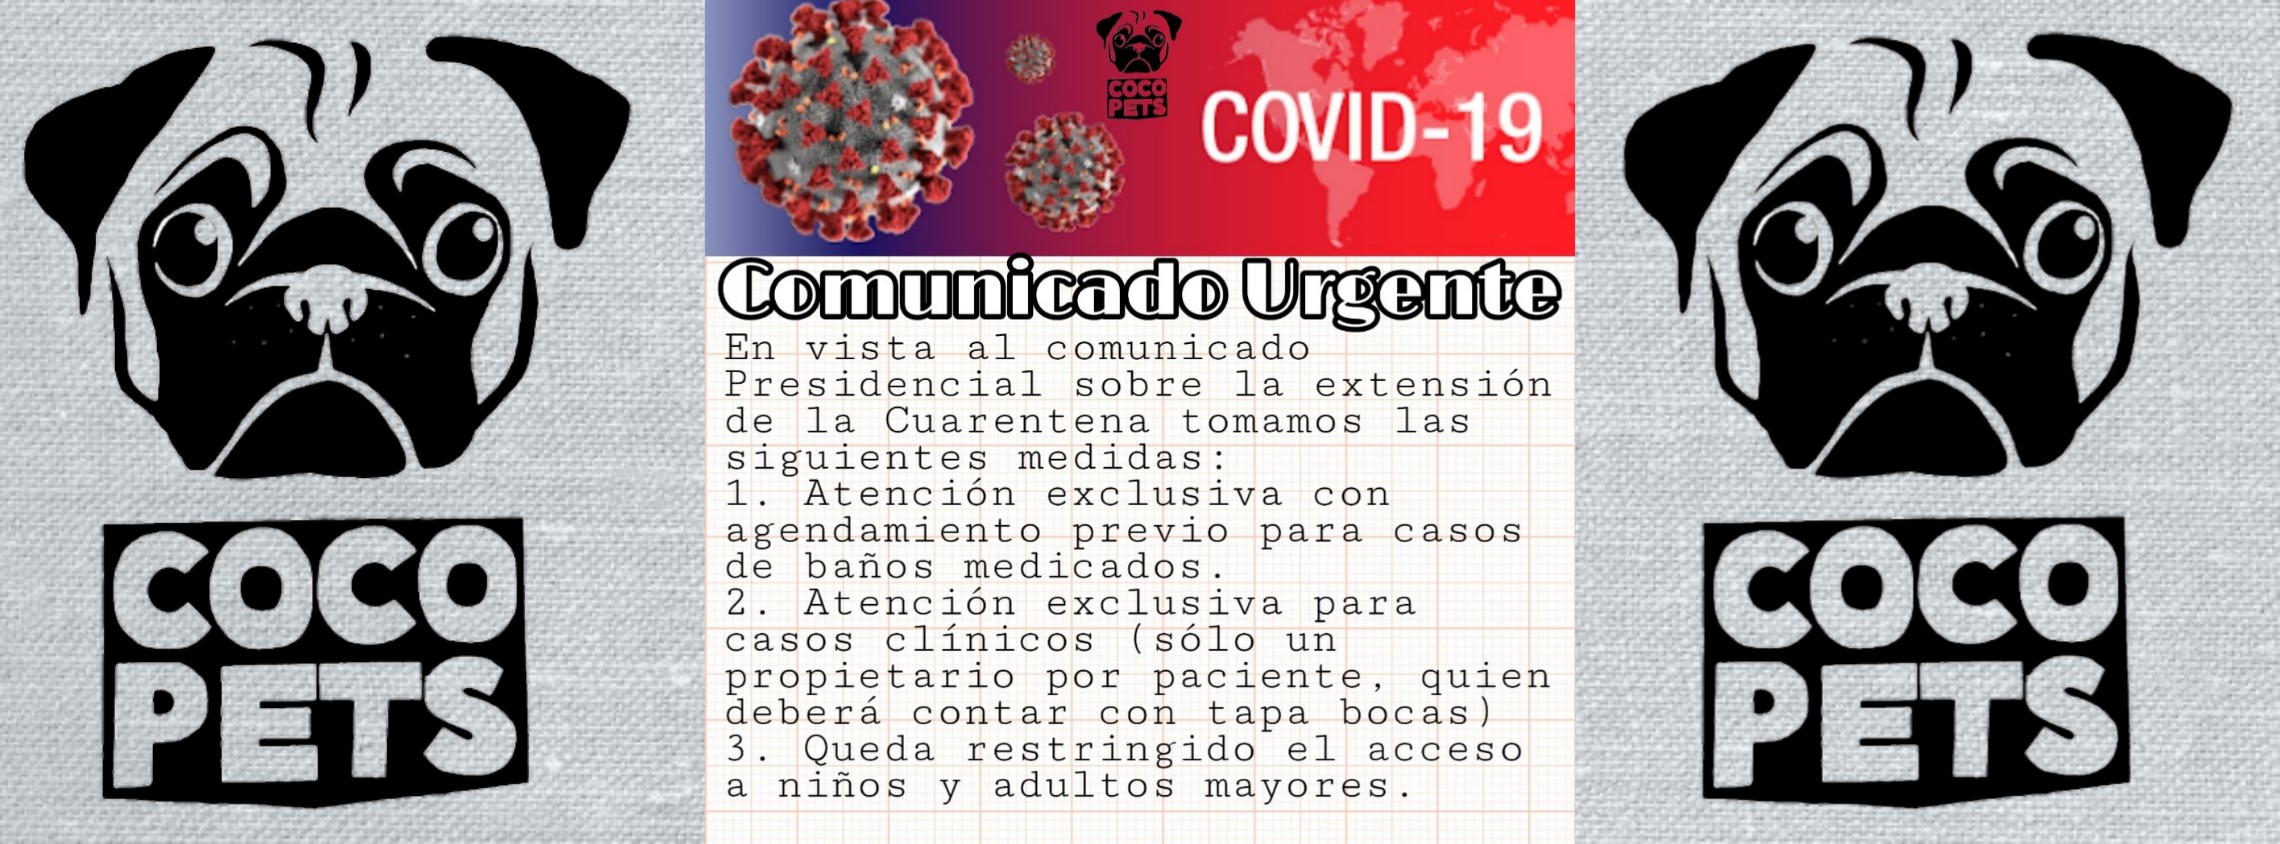 COCO
PETS
COCO
PETS
COVID-19
Comunicado Urgente
En vista al comunicado
Presidencial sobre la extensión
de la Cuarentena tomamos las
siguientes medidas:
1. Atención exclusiva con
agendamiento previo para casos
de baños medicados.
2. Atención exclusiva para
casos clínicos (sólo un
propietario por paciente, quien
deberá contar con tapa bocas)
3. Queda restringido el acceso
a niños y adultos mayores.
COCO
PETS